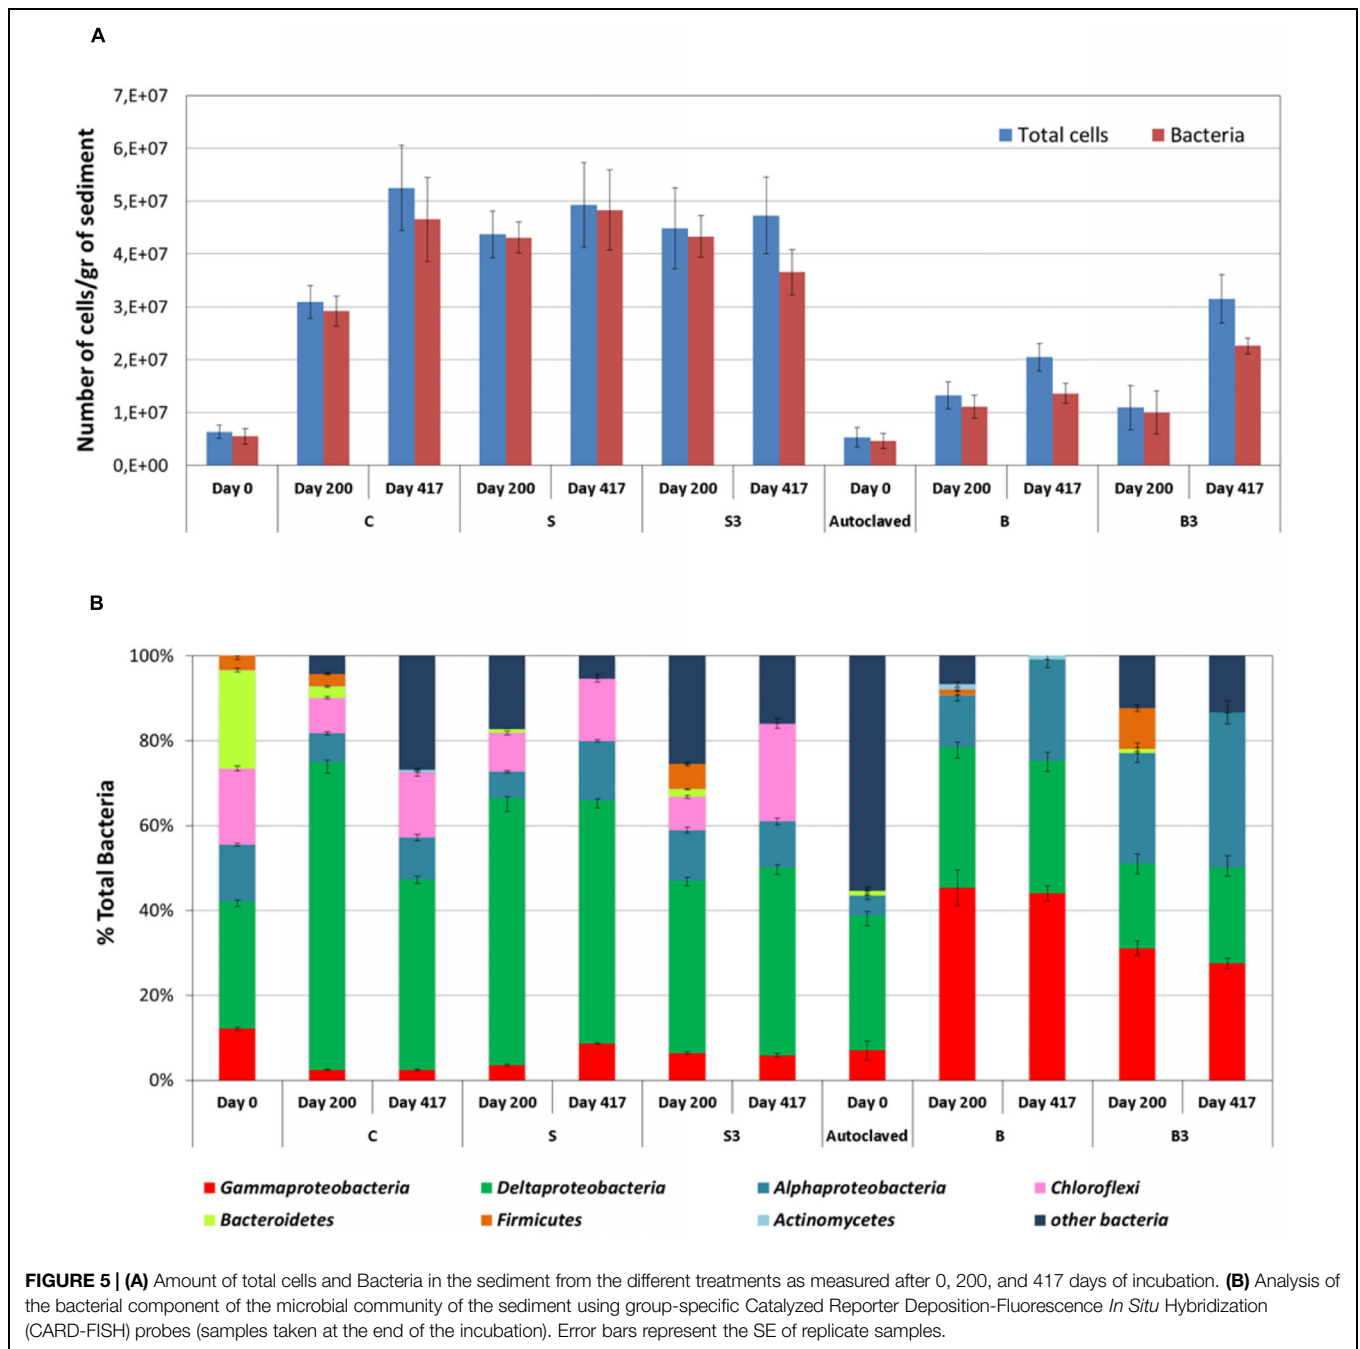 A
7,E+07
6,E+07
5,E+07
4,E+07
3,E+07
2,E+07
1,E+07
0,E+00
Number of cells/gr of sediment
Total cells Bacteria
Day 0 Day 200 Day 417 Day 200 Day 417 Day 200 Day 417 Day 0 Day 200 Day 417 Day 200 Day 417
C S S3 Autoclaved B B3
B
100%
80%
60%
40%
20%
0%
% Total Bacteria
Day 0 Day 200 Day 417 Day 200 Day 417 Day 200 Day 417 Day 0 Day 200 Day 417 Day 200 Day 417
C S S3 Autoclaved B B3
Gammaproteobacteria Deltaproteobacteria Alphaproteobacteria Chloroflexi
Bacteroidetes Firmicutes Actinomycetes other bacteria
FIGURE 5 | (A) Amount of total cells and Bacteria in the sediment from the different treatments as measured after 0, 200, and 417 days of incubation. (B) Analysis of
the bacterial component of the microbial community of the sediment using group-specific Catalyzed Reporter Deposition-Fluorescence In Situ Hybridization
(CARD-FISH) probes (samples taken at the end of the incubation). Error bars represent the SE of replicate samples.